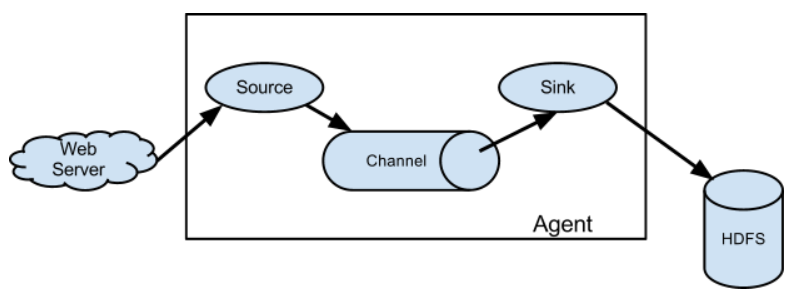 Web
Server
Source
Channel
Sink
Agent
HDFS